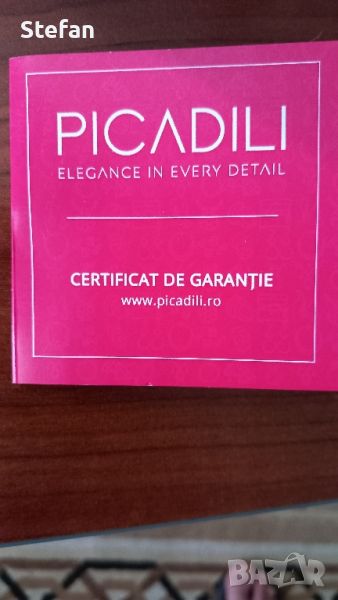 Stefan
PICADILI
ELEGANCE IN EVERY DETAIL
CERTIFICAT DE GARANȚIE
www.picadili.ro
BAZAR